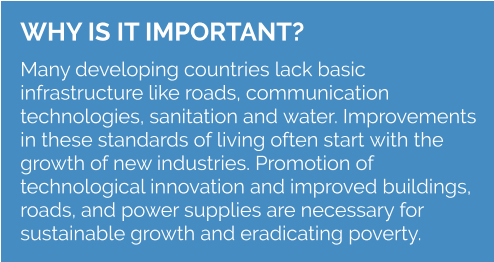 WHY IS IT IMPORTANT?
Many developing countries lack basic
infrastructure like roads, communication
technologies, sanitation and water. Improvements
in these standards of living often start with the
growth of new industries. Promotion of
technological innovation and improved buildings,
roads, and power supplies are necessary for
sustainable growth and eradicating poverty.